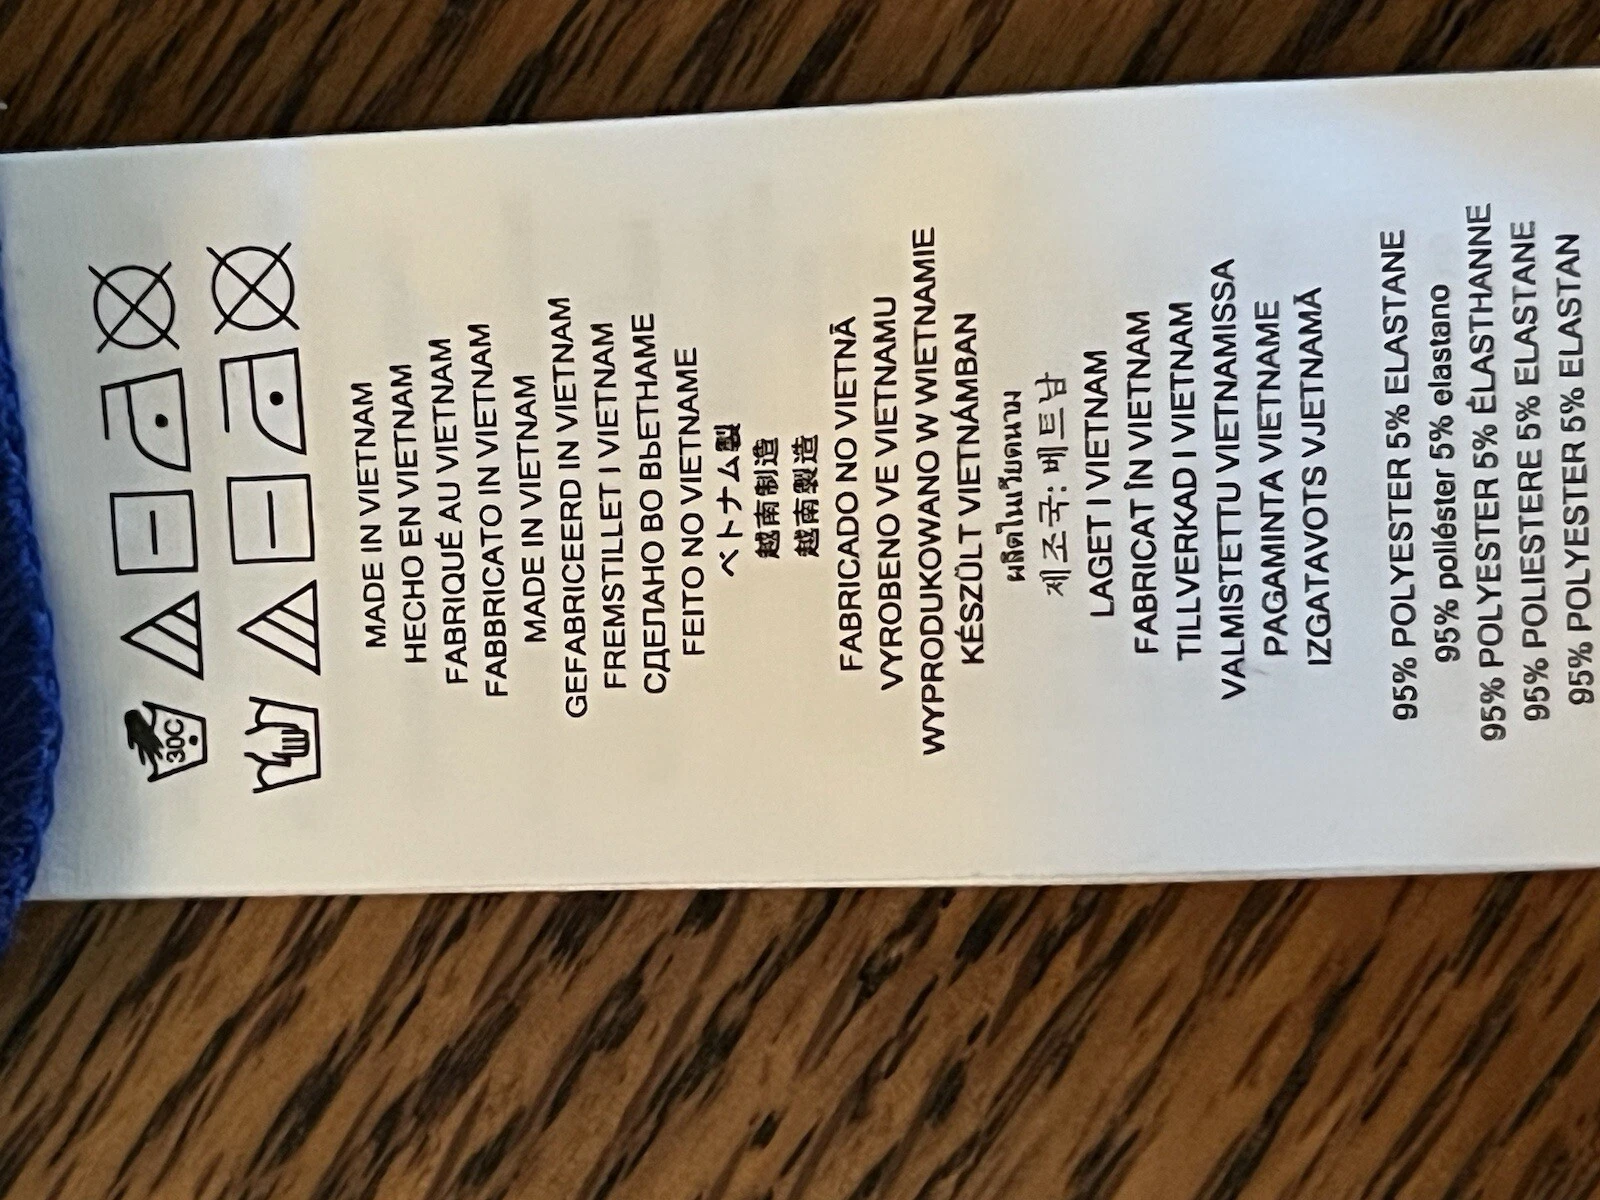 30C
MADE IN VIETNAM
HECHO EN VIETNAM
FABRIQUÉ AU VIETNAM
FABBRICATO IN VIETNAM
MADE IN VIETNAM
GEFABRICEERD IN VIETNAM
FREMSTILLET I VIETNAM
СДЕЛАНО ВО ВЬЕТНАМЕ
FEITO NO VIETNAME
ベトナム製
越南制造
越南製造
FABRICADO NO VIETNÃ
VYROBENO VE VIETNAMU
WYPRODUKOWANO W WIETNAMIE
KÉSZÜLT VIETNÁMBAN
ผลิตในเวียดนาม
제조국: 베트남
LAGET I VIETNAM
FABRICAT ÎN VIETNAM
TILLVERKAD I VIETNAM
VALMISTETTU VIETNAMISSA
PAGAMINTA VIETNAME
IZGATAVOTS VJETNAMĀ
95% POLYESTER 5% ELASTANE
95% poliéster 5% elastano
95% POLYESTER 5% ÉLASTHANNE
95% POLIESTERE 5% ELASTANE
95% POLYESTER 5% ELASTAN